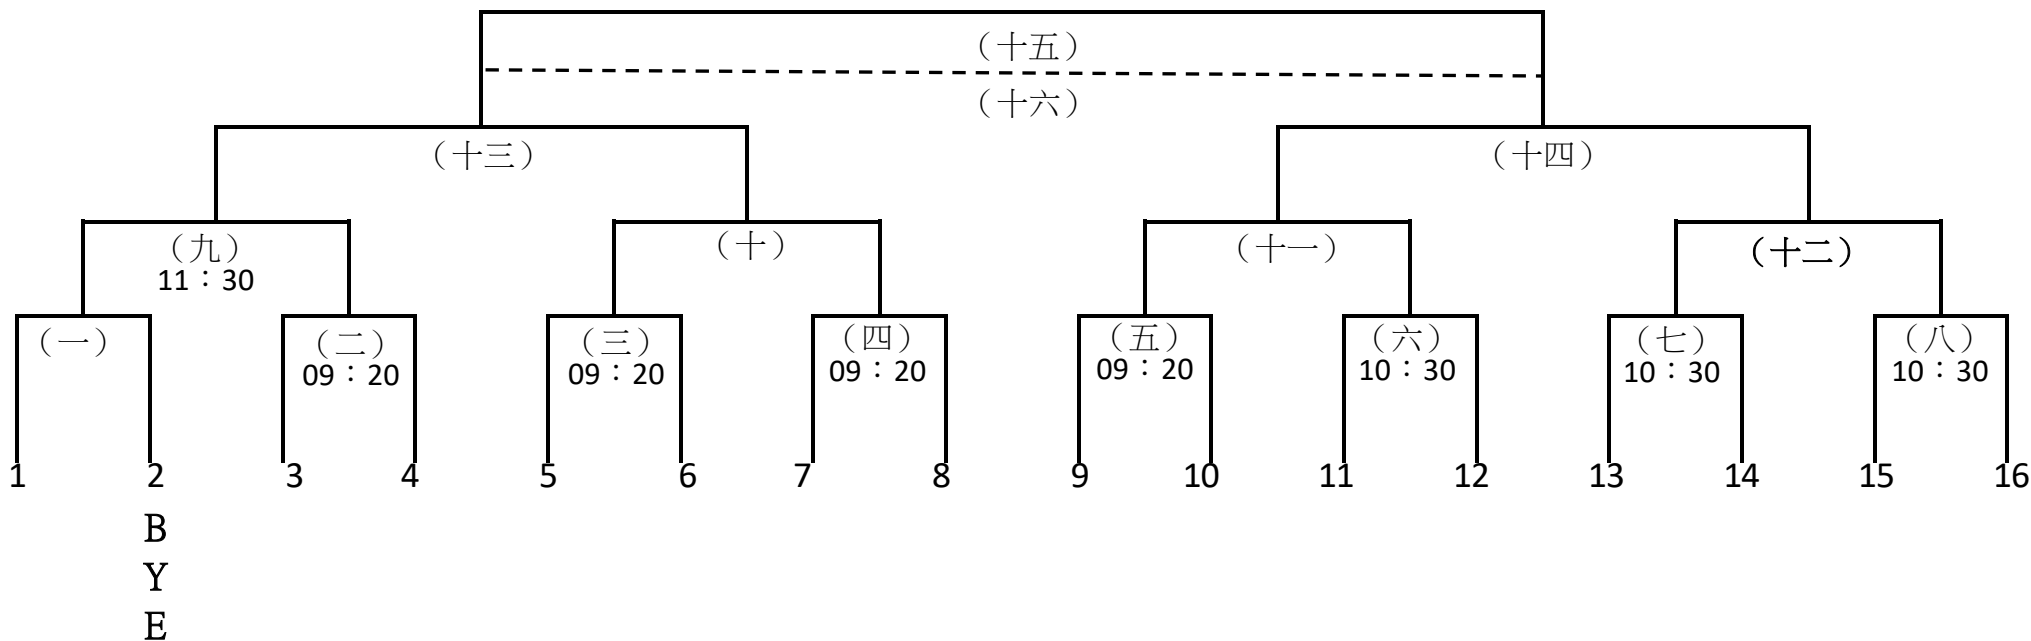 （十五）
（十六）
（十三） （十四）
（九） （十） （十一） （十二）
11：30
（一） （二） （三） （四） （五） （六） （七） （八）
09：20 09：20 09：20 09：20 10：30 10：30 10：30
1 2 3 4 5 6 7 8 9 10 11 12 13 14 15 16
B
Y
E